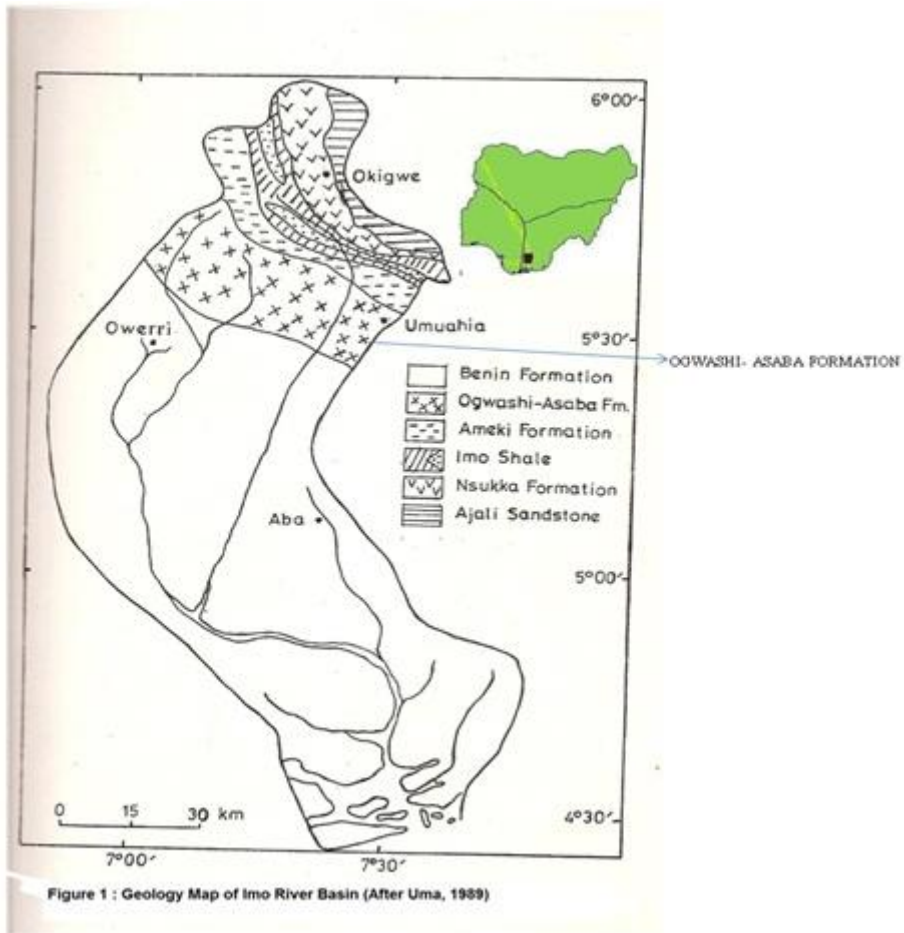 6°00′
Okigwe
Owerri
Umuahia
5°30′
OGWASHI- ASABA FORMATION
Benin Formation
Ogwashi-Asaba Fm.
Ameki Formation
Imo Shale
Nsukka Formation
Ajali Sandstone
Aba
5°00′
0 15 30 km
4°30′
7°00′
7°30′
Figure 1 : Geology Map of Imo River Basin (After Uma, 1989)